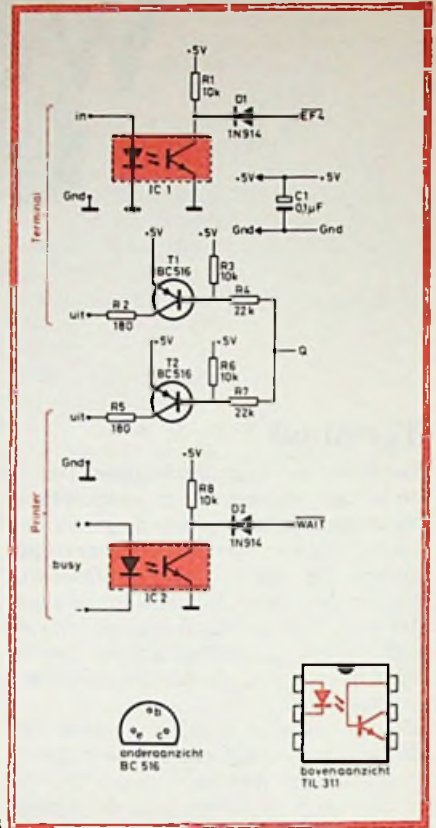 +5V
R1
10k
D1
1N914
EF4
in
IC 1
Gnd
Terminal
+5V
+5V
C1
0,1µF
Gnd
Gnd
+5V
T1
BC516
+5V
R3
10k
R4
22k
R2
180
uit
Q
+5V
T2
BC516
+5V
R6
10k
R7
22k
R5
180
uit
Printer
Gnd
+5V
R8
10k
D2
1N914
WAIT
+
busy
-
IC 2
b
e
c
onderaanzicht
BC 516
bovenaanzicht
TIL 311